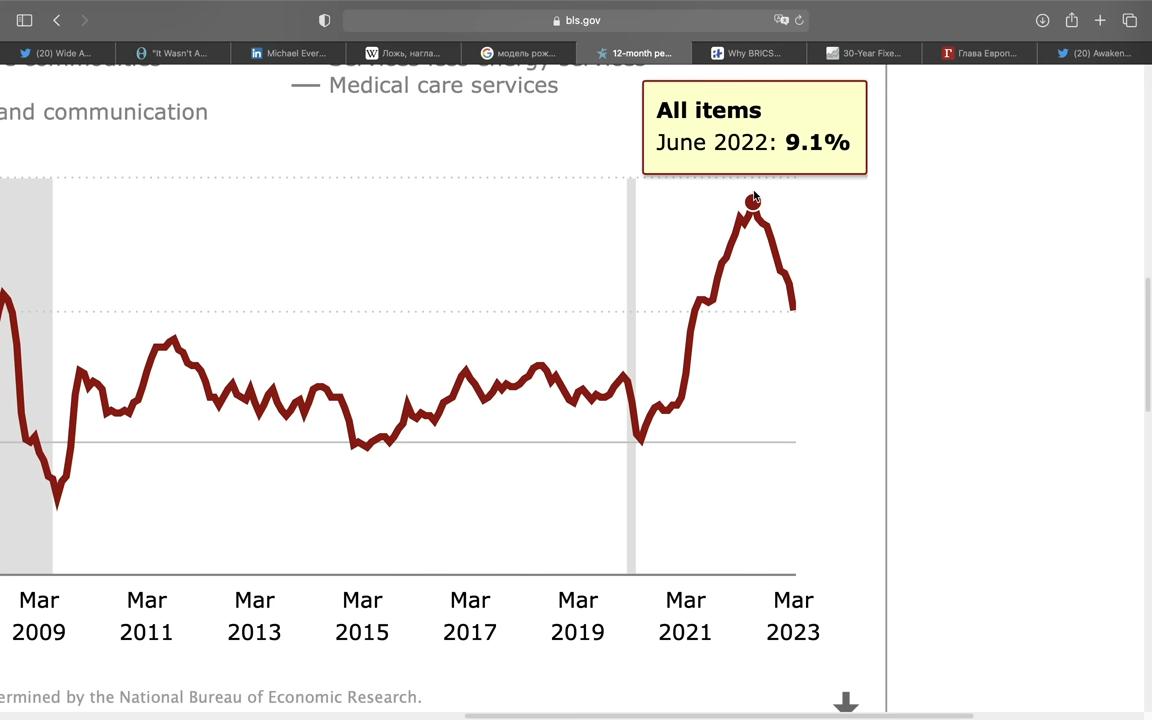 bls.gov
(20) Wide A...
"It Wasn't A...
Michael Ever...
Ложь, нагла...
модель рож...
12-month pe...
Why BRICS...
30-Year Fixe...
Глава Европ...
(20) Awaken...
Medical care services
and communication
All items
June 2022: 9.1%
Mar 2009
Mar 2011
Mar 2013
Mar 2015
Mar 2017
Mar 2019
Mar 2021
Mar 2023
ermined by the National Bureau of Economic Research.